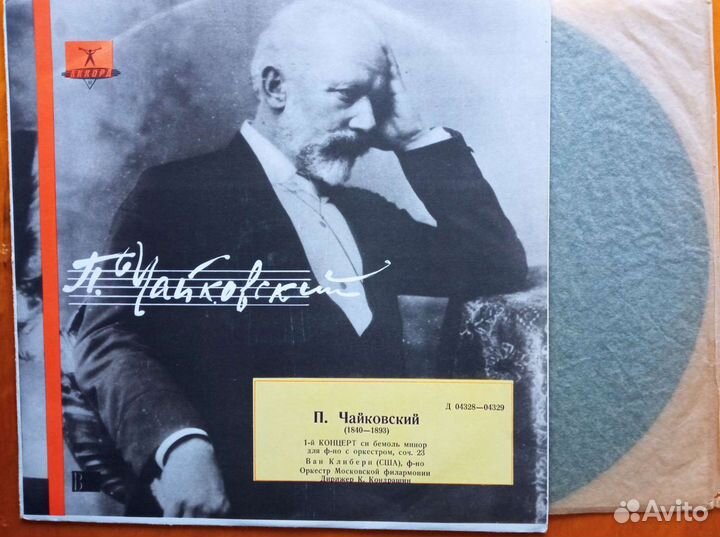 АККОРД
П. Чайковский
Д 04328—04329
П. Чайковский
(1840—1893)
1-й КОНЦЕРТ си бемоль минор
для ф-но с оркестром, соч. 23
Ван Клиберн (США), ф-но
Оркестр Московской филармонии
Дирижер К. Кондрашин
В
Avito